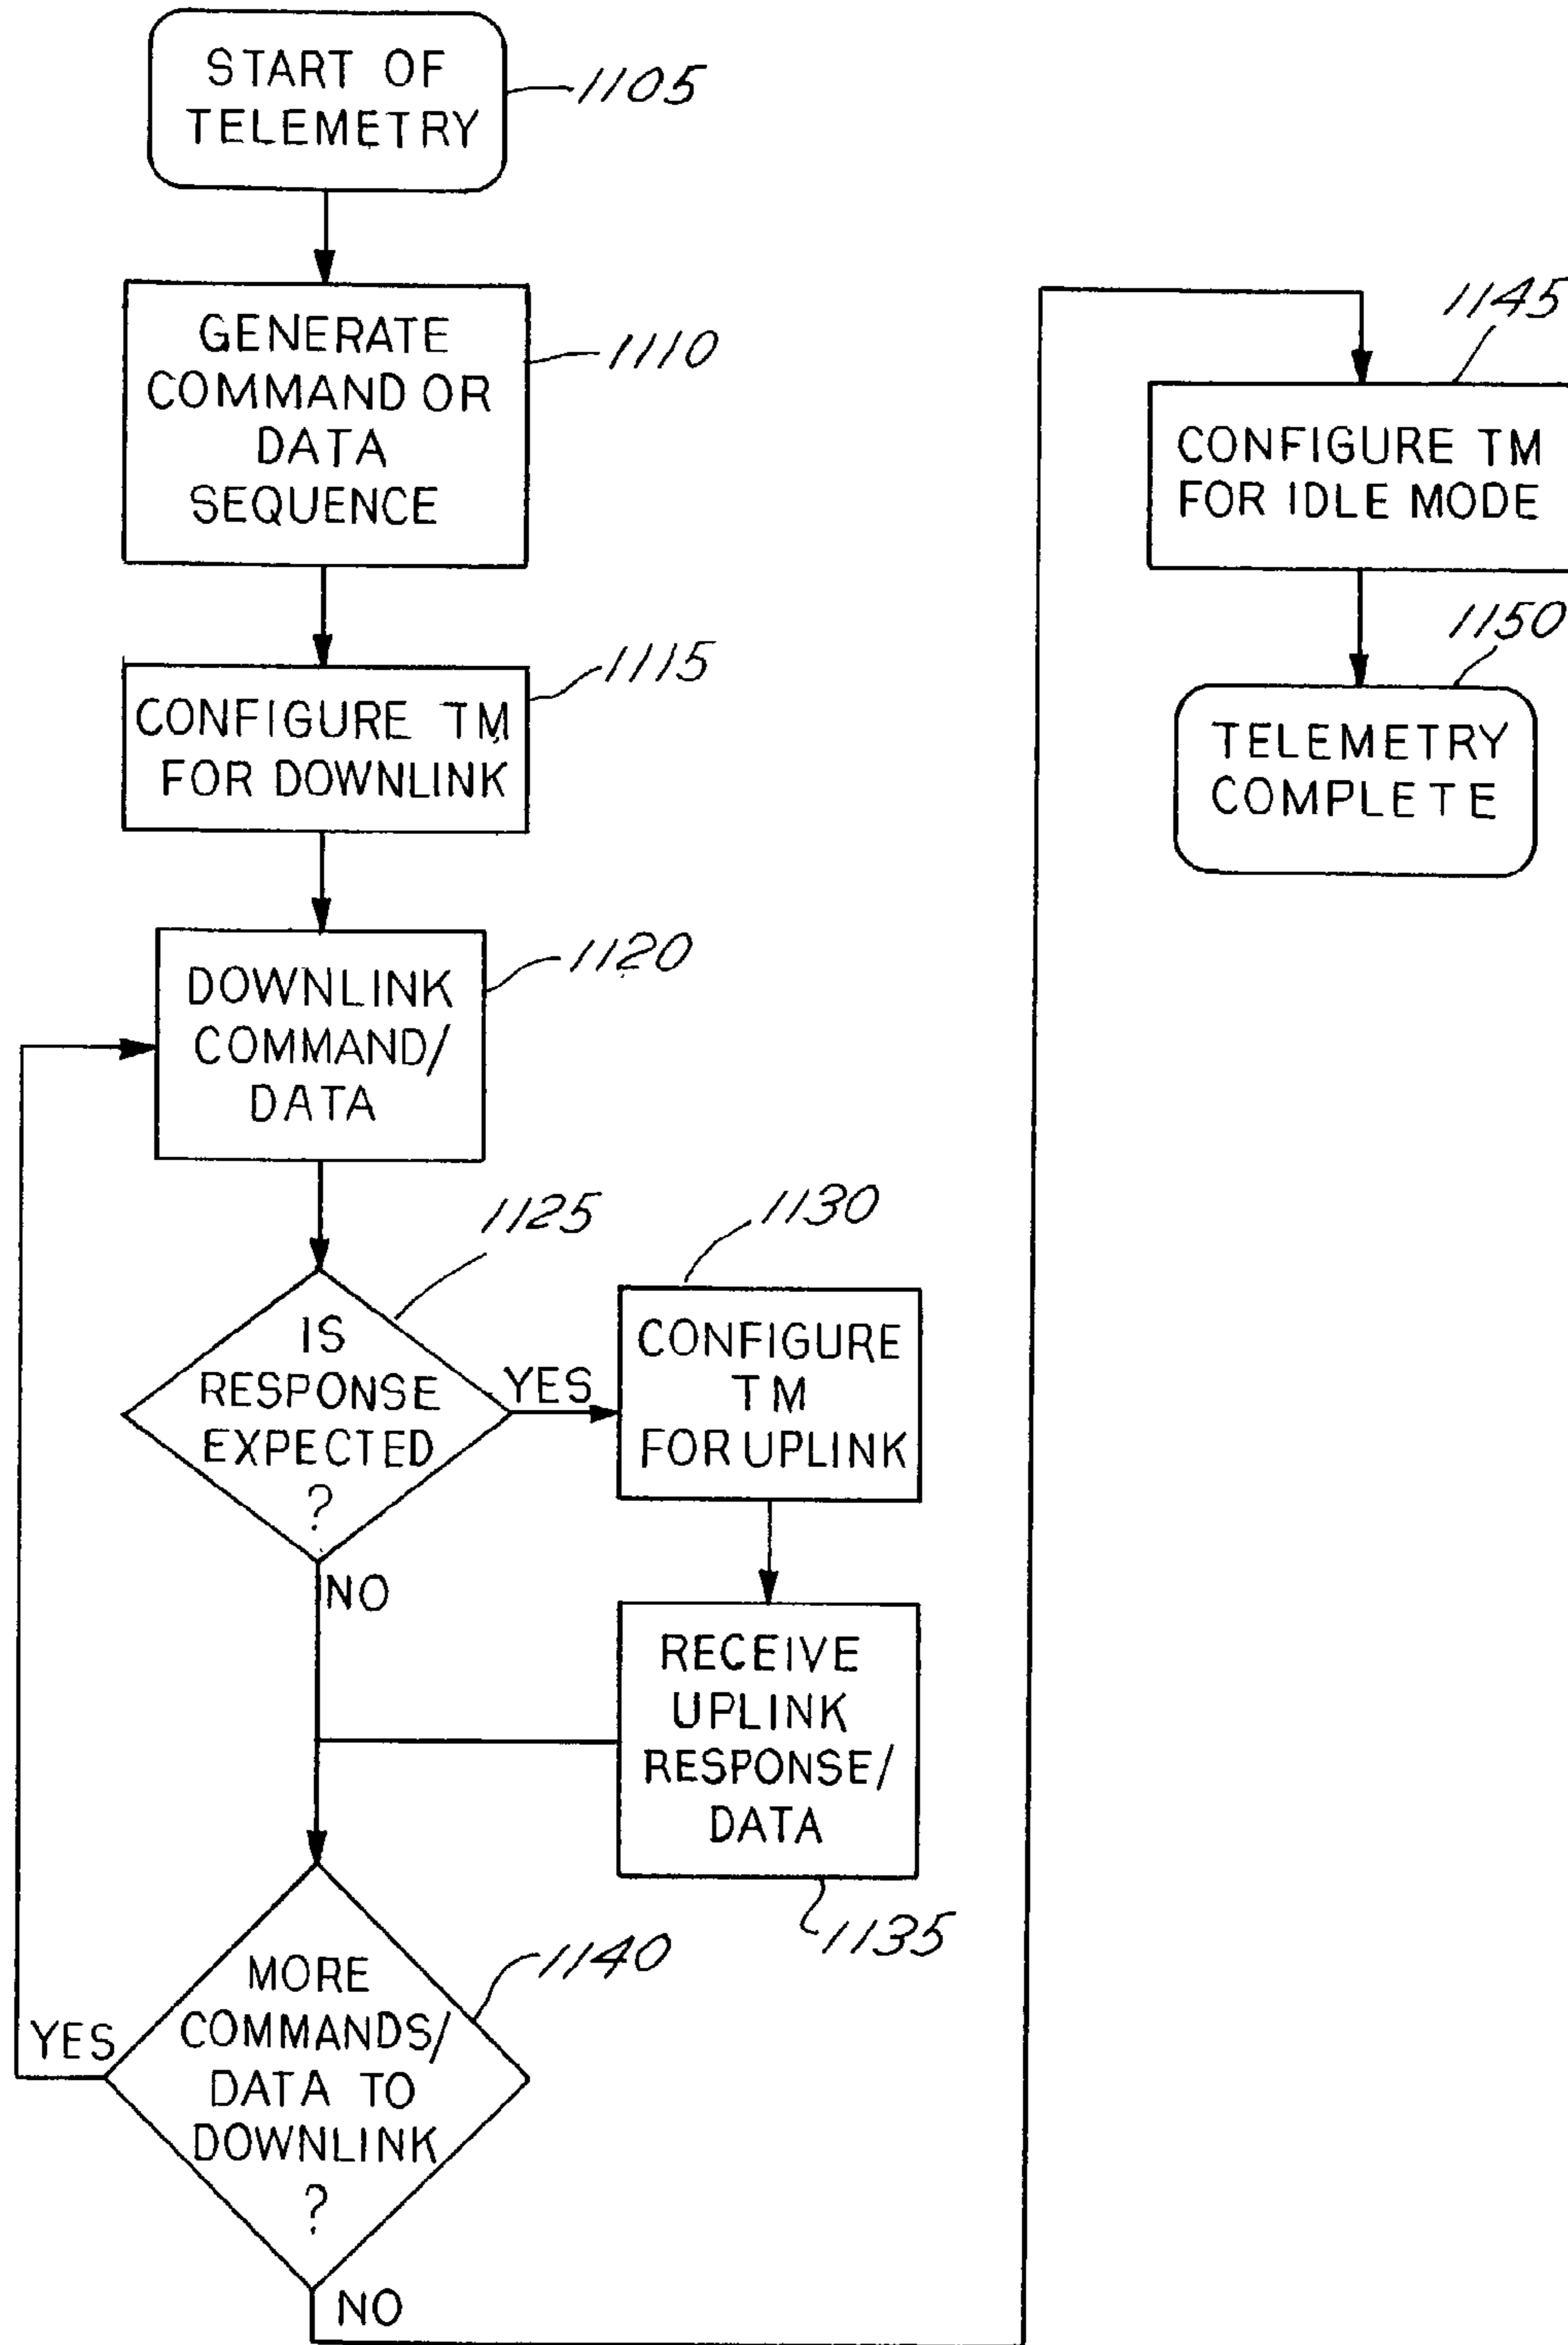 START OF
TELEMETRY
1105
GENERATE
COMMAND OR
DATA
SEQUENCE
1110
CONFIGURE TM
FOR DOWNLINK
1115
DOWNLINK
COMMAND/
DATA
1120
IS
RESPONSE
EXPECTED
?
1125
YES
NO
CONFIGURE
TM
FOR UPLINK
1130
RECEIVE
UPLINK
RESPONSE/
DATA
1135
MORE
COMMANDS/
DATA TO
DOWNLINK
?
1140
YES
NO
1145
CONFIGURE TM
FOR IDLE MODE
1150
TELEMETRY
COMPLETE